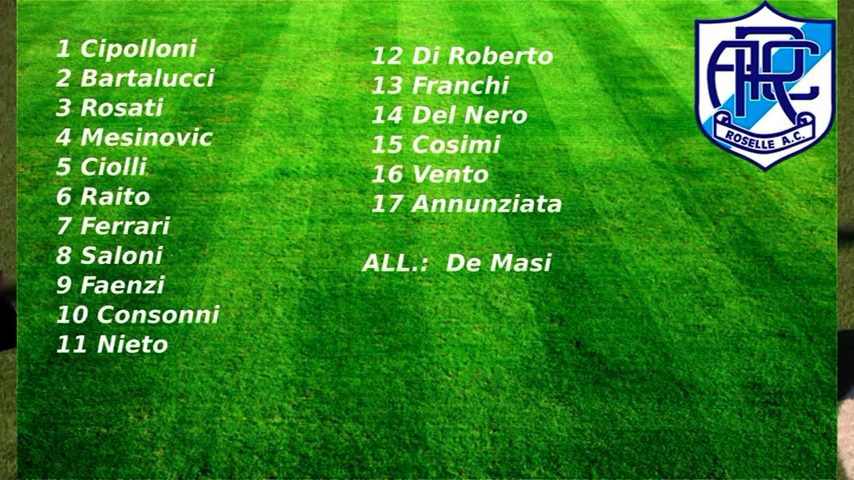 1 Cipolloni
2 Bartalucci
3 Rosati
4 Mesinovic
5 Ciolli
6 Raito
7 Ferrari
8 Saloni
9 Faenzi
10 Consonni
11 Nieto
12 Di Roberto
13 Franchi
14 Del Nero
15 Cosimi
16 Vento
17 Annunziata
ALL.: De Masi
ROSELLE A.C.